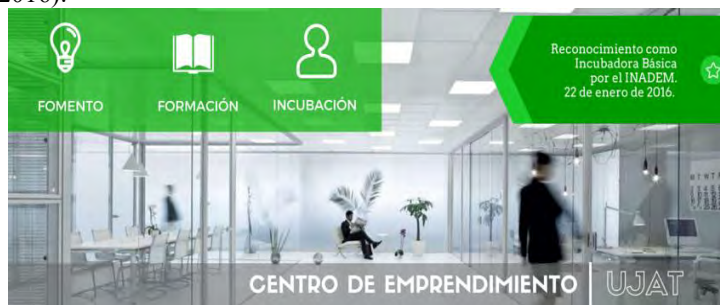 2016).
FOMENTO
FORMACIÓN
INCUBACIÓN
Reconocimiento como
Incubadora Básica
por el INADEM.
22 de enero de 2016.
CENTRO DE EMPRENDIMIENTO
UJAT